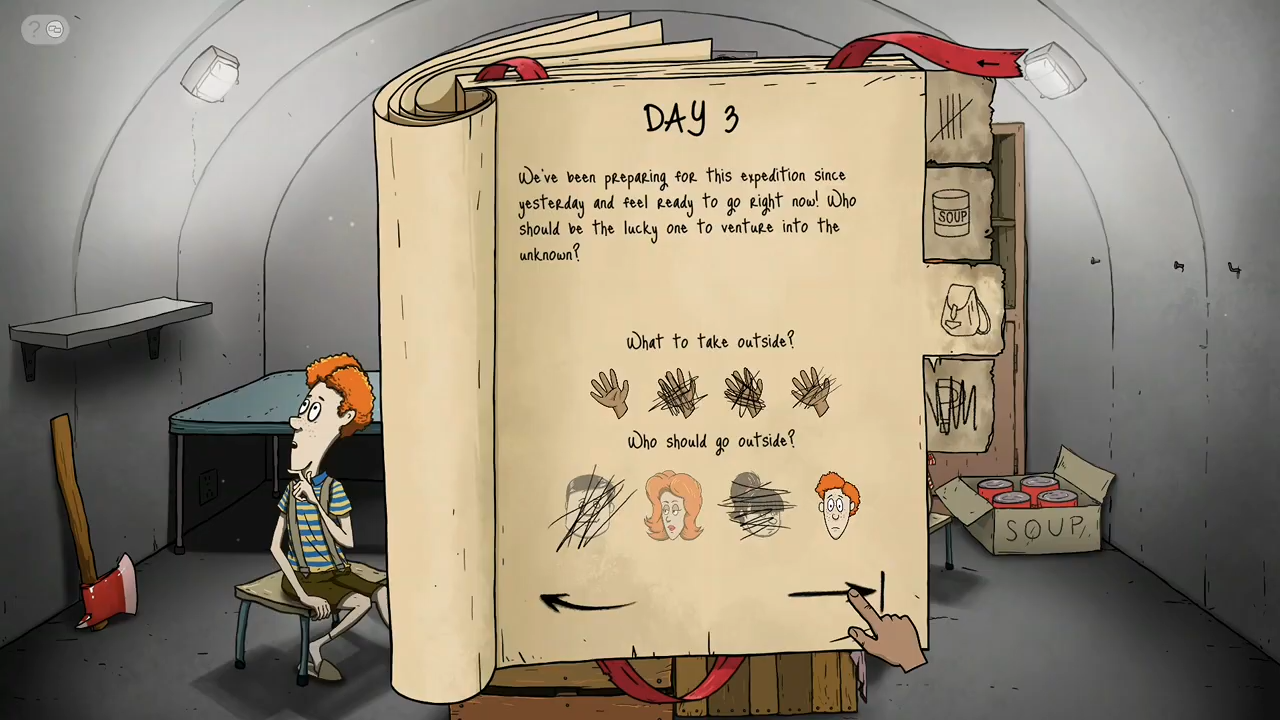 ?
DAY 3
We've been preparing for this expedition since
yesterday and feel ready to go right now! Who
should be the lucky one to venture into the
unknown?
What to take outside?
Who should go outside?
SOUP
SOUP